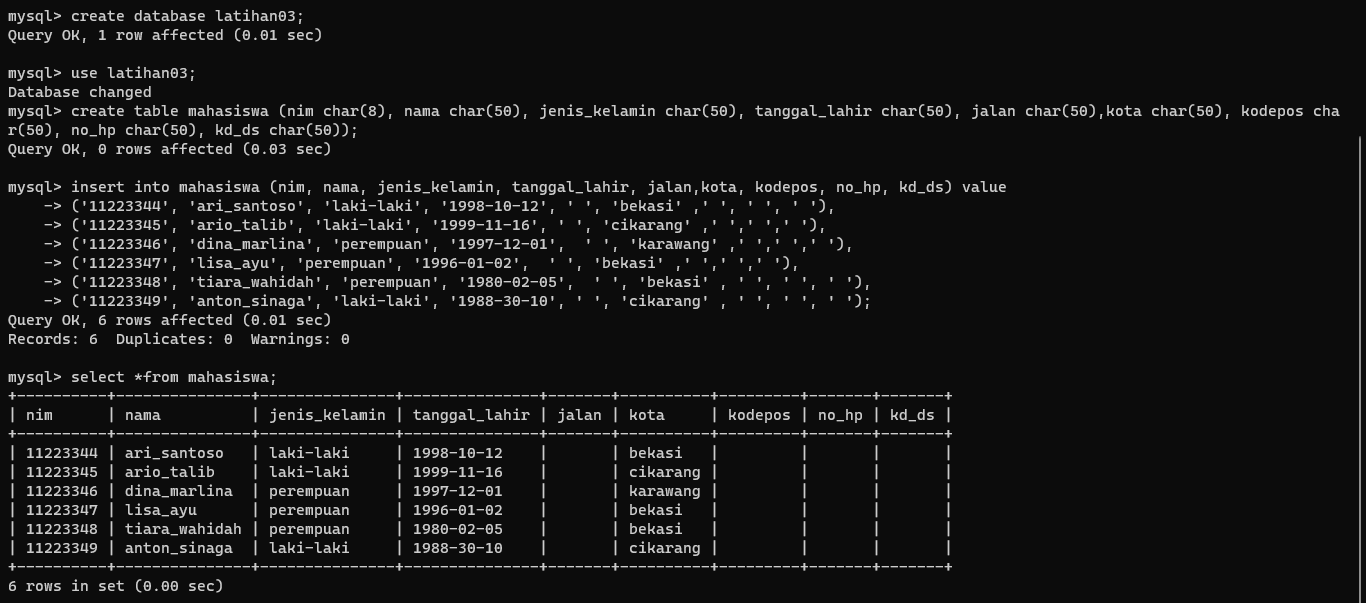 mysql> create database latihan03;
Query OK, 1 row affected (0.01 sec)

mysql> use latihan03;
Database changed
mysql> create table mahasiswa (nim char(8), nama char(50), jenis_kelamin char(50), tanggal_lahir char(50), jalan char(50),kota char(50), kodepos cha
r(50), no_hp char(50), kd_ds char(50));
Query OK, 0 rows affected (0.03 sec)

mysql> insert into mahasiswa (nim, nama, jenis_kelamin, tanggal_lahir, jalan,kota, kodepos, no_hp, kd_ds) value
    -> ('11223344', 'ari_santoso', 'laki-laki', '1998-10-12', ' ', 'bekasi' ,' ', ' ', ' '),
    -> ('11223345', 'ario_talib', 'laki-laki', '1999-11-16', ' ', 'cikarang' ,' ',' ',' '),
    -> ('11223346', 'dina_marlina', 'perempuan', '1997-12-01',  ' ', 'karawang' ,' ',' ',' '),
    -> ('11223347', 'lisa_ayu', 'perempuan', '1996-01-02',  ' ', 'bekasi' ,' ',' ',' '),
    -> ('11223348', 'tiara_wahidah', 'perempuan', '1980-02-05',  ' ', 'bekasi' , ' ', ' ', ' '),
    -> ('11223349', 'anton_sinaga', 'laki-laki', '1988-30-10', ' ', 'cikarang' , ' ', ' ', ' ');
Query OK, 6 rows affected (0.01 sec)
Records: 6  Duplicates: 0  Warnings: 0

mysql> select *from mahasiswa;
+----------+---------------+---------------+---------------+-------+----------+---------+-------+-------+
| nim      | nama          | jenis_kelamin | tanggal_lahir | jalan | kota     | kodepos | no_hp | kd_ds |
+----------+---------------+---------------+---------------+-------+----------+---------+-------+-------+
| 11223344 | ari_santoso   | laki-laki     | 1998-10-12    |       | bekasi   |         |       |       |
| 11223345 | ario_talib    | laki-laki     | 1999-11-16    |       | cikarang |         |       |       |
| 11223346 | dina_marlina  | perempuan     | 1997-12-01    |       | karawang |         |       |       |
| 11223347 | lisa_ayu      | perempuan     | 1996-01-02    |       | bekasi   |         |       |       |
| 11223348 | tiara_wahidah | perempuan     | 1980-02-05    |       | bekasi   |         |       |       |
| 11223349 | anton_sinaga  | laki-laki     | 1988-30-10    |       | cikarang |         |       |       |
+----------+---------------+---------------+---------------+-------+----------+---------+-------+-------+
6 rows in set (0.00 sec)